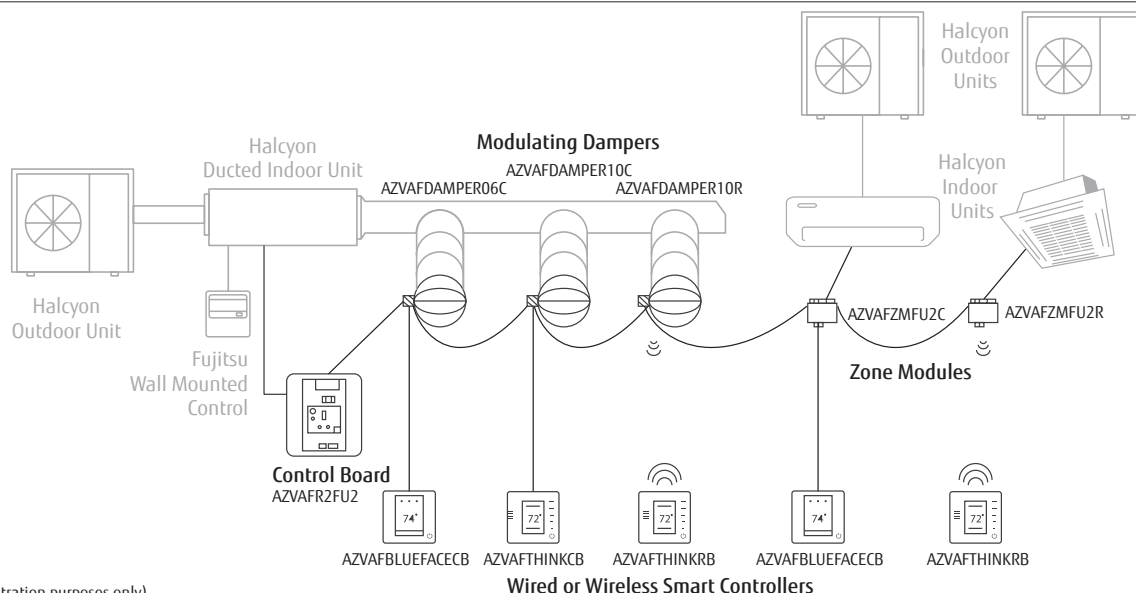 Halcyon
Outdoor
Units
Modulating Dampers
Halcyon
Ducted Indoor Unit
AZVAFDAMPER10C
AZVAFDAMPER06C
AZVAFDAMPER10R
Halcyon
Indoor
Units
Halcyon
Outdoor Unit
AZVAFZMFU2C
AZVAFZMFU2R
Fujitsu
Wall Mounted
Control
Zone Modules
Control Board
AZVAFR2FU2
74°
72°
72°
74°
72°
AZVAFBLUEFACECB
AZVAFTHINKCB
AZVAFTHINKRB
AZVAFBLUEFACECB
AZVAFTHINKRB
Wired or Wireless Smart Controllers
purposes only)